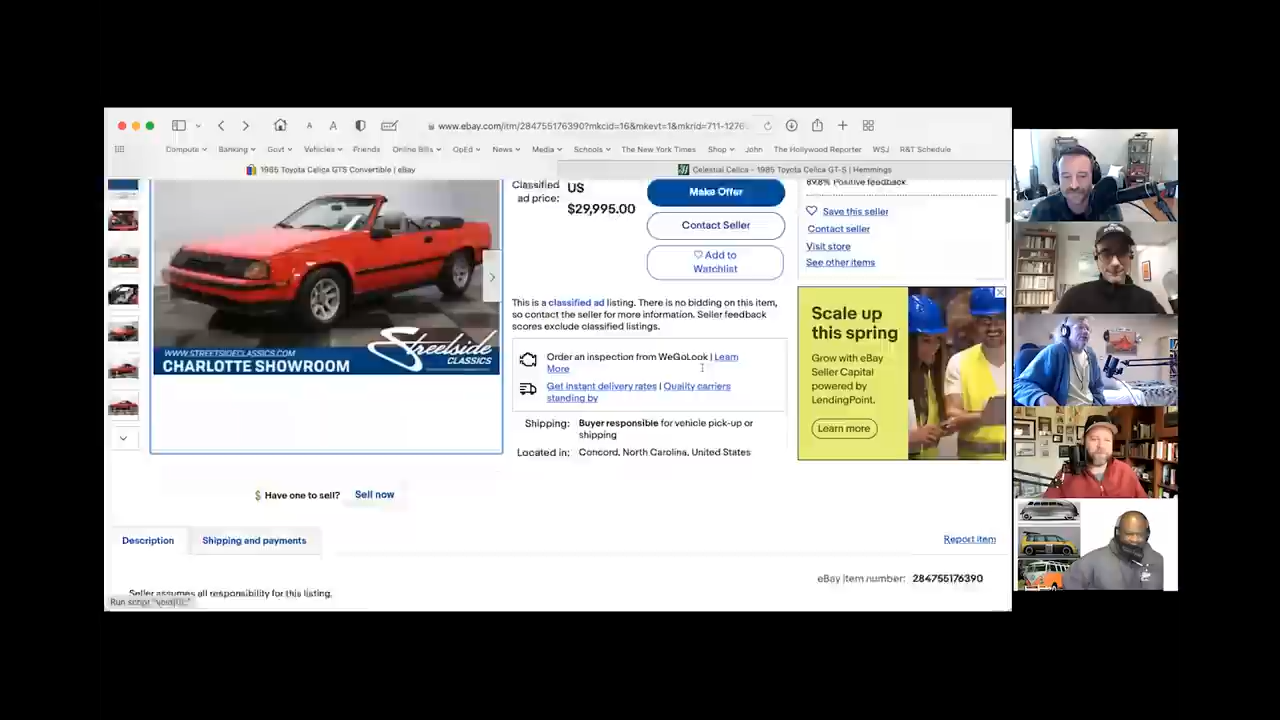 www.ebay.com/itm/284755176390?mkcid=16&mkevt=1&mkrid=711-1276
Compute Banking Govt Vehicles Friends Online Bills OpEd News Media Schools The New York Times Shop John The Hollywood Reporter WSJ R&T Schedule
1985 Toyota Celica GTS Convertible | eBay
Celestial Celica – 1985 Toyota Celica GT-S | Hemmings
Classified
ad price:
US
$29,995.00
Make Offer
Contact Seller
Add to
Watchlist
89.8% Positive feedback
Save this seller
Contact seller
Visit store
See other items
This is a classified ad listing. There is no bidding on this item,
so contact the seller for more information. Seller feedback
scores exclude classified listings.
Order an inspection from WeGoLook | Learn
More
Get instant delivery rates | Quality carriers
standing by
Shipping: Buyer responsible for vehicle pick-up or
shipping
Located in: Concord, North Carolina, United States
Scale up
this spring
Grow with eBay
Seller Capital
powered by
LendingPoint.
Learn more
WWW.STREETSIDECLASSICS.COM
CHARLOTTE SHOWROOM
Streetside
CLASSICS
Have one to sell? Sell now
Description
Shipping and payments
Report item
eBay item number: 284755176390
Seller assumes all responsibility for this listing.